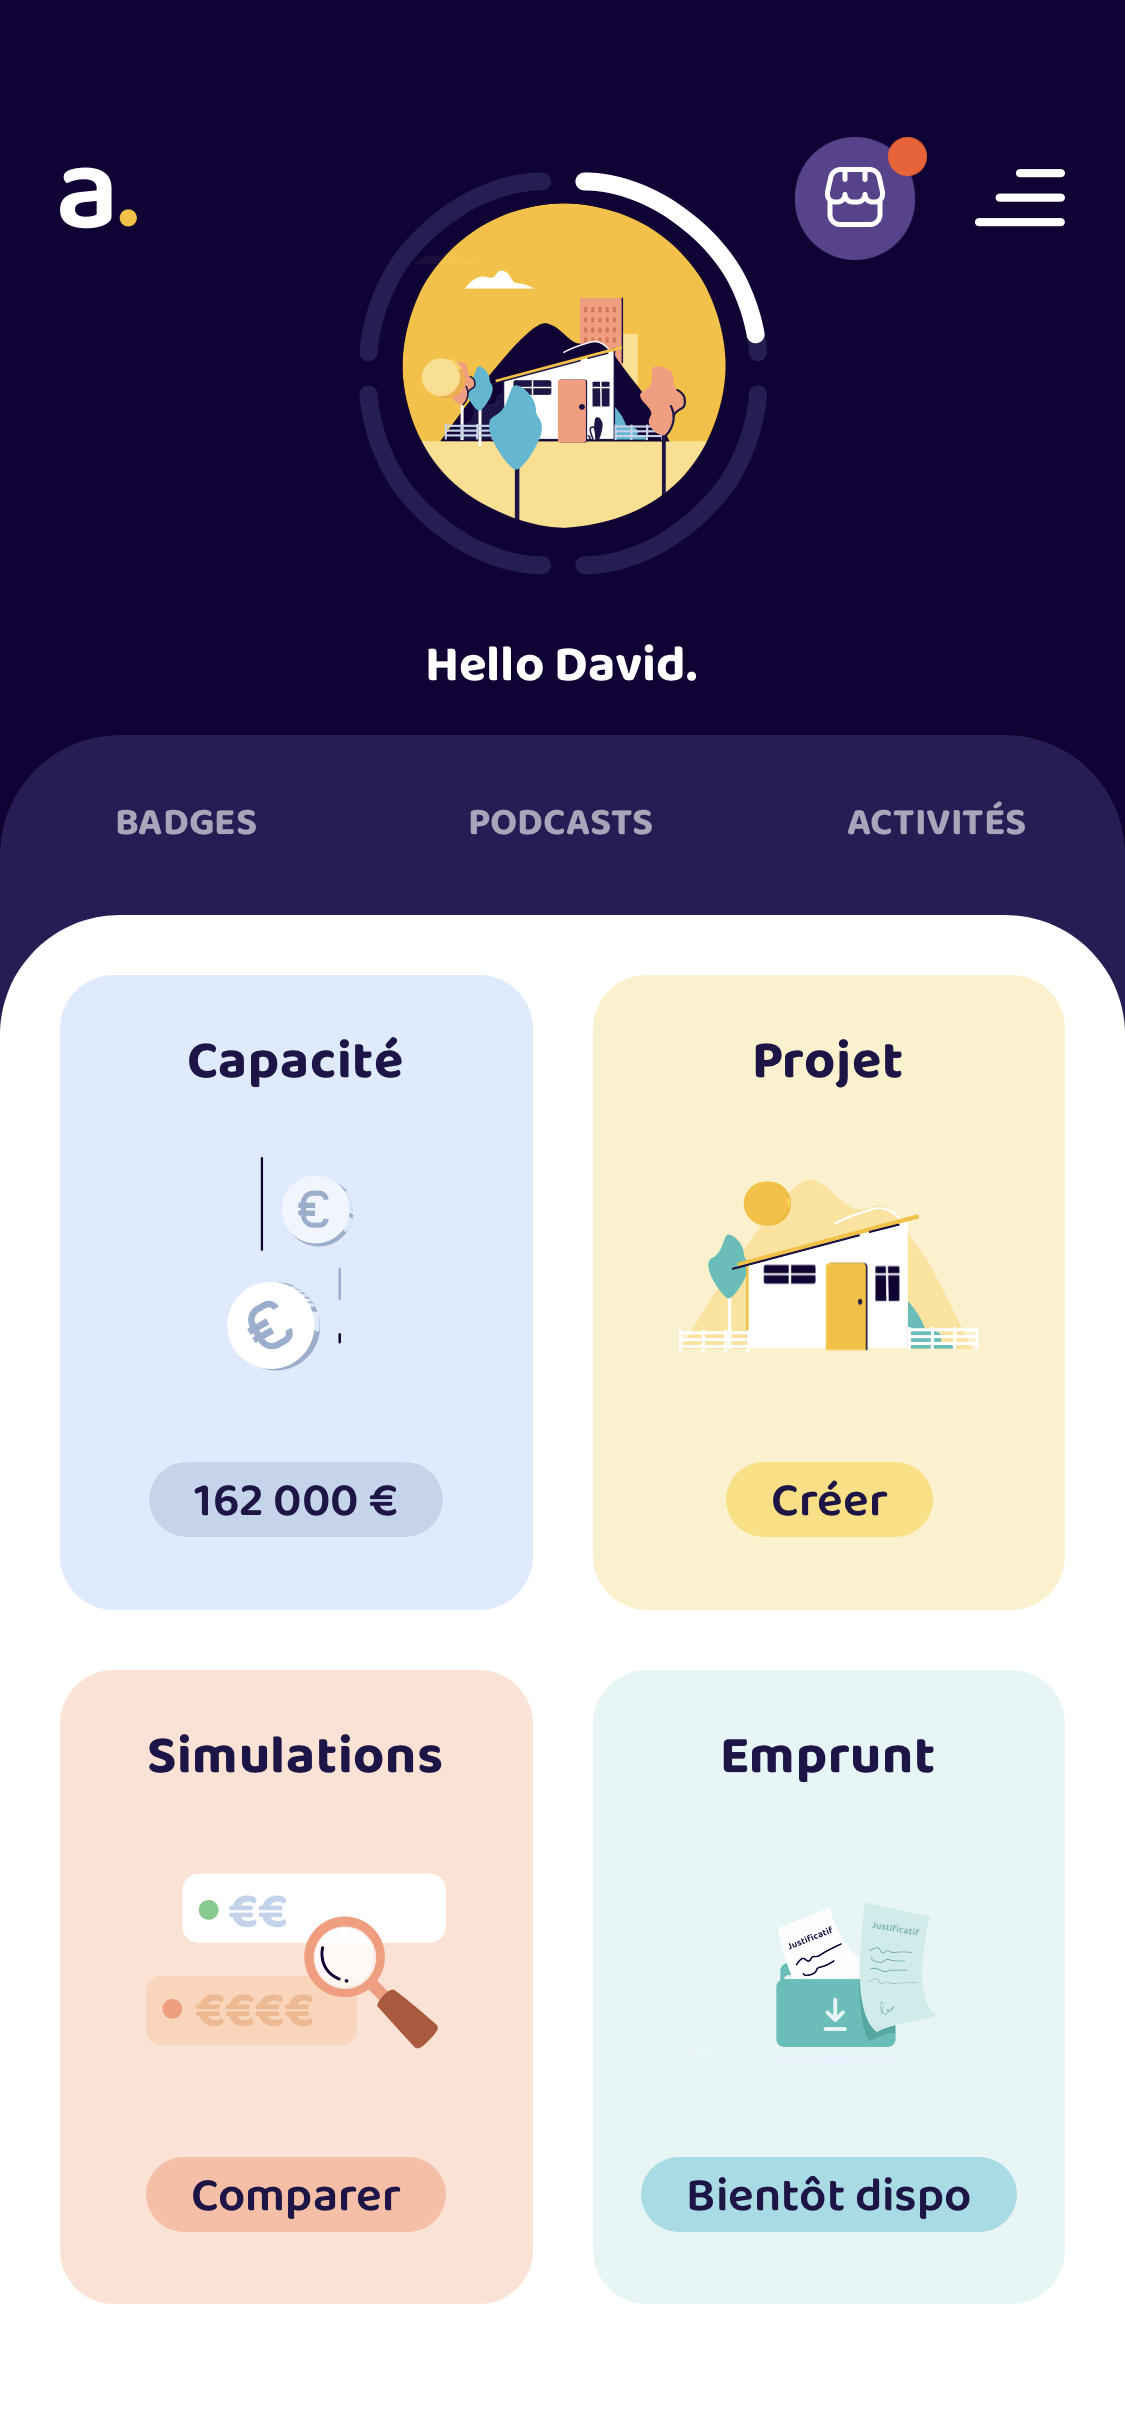 a.
Hello David.
BADGES PODCASTS ACTIVITÉS
Capacité
€
€
162 000 €
Projet
Créer
Simulations
€€
€€€€
Comparer
Emprunt
Justificatif
Justificatif
Bientôt dispo